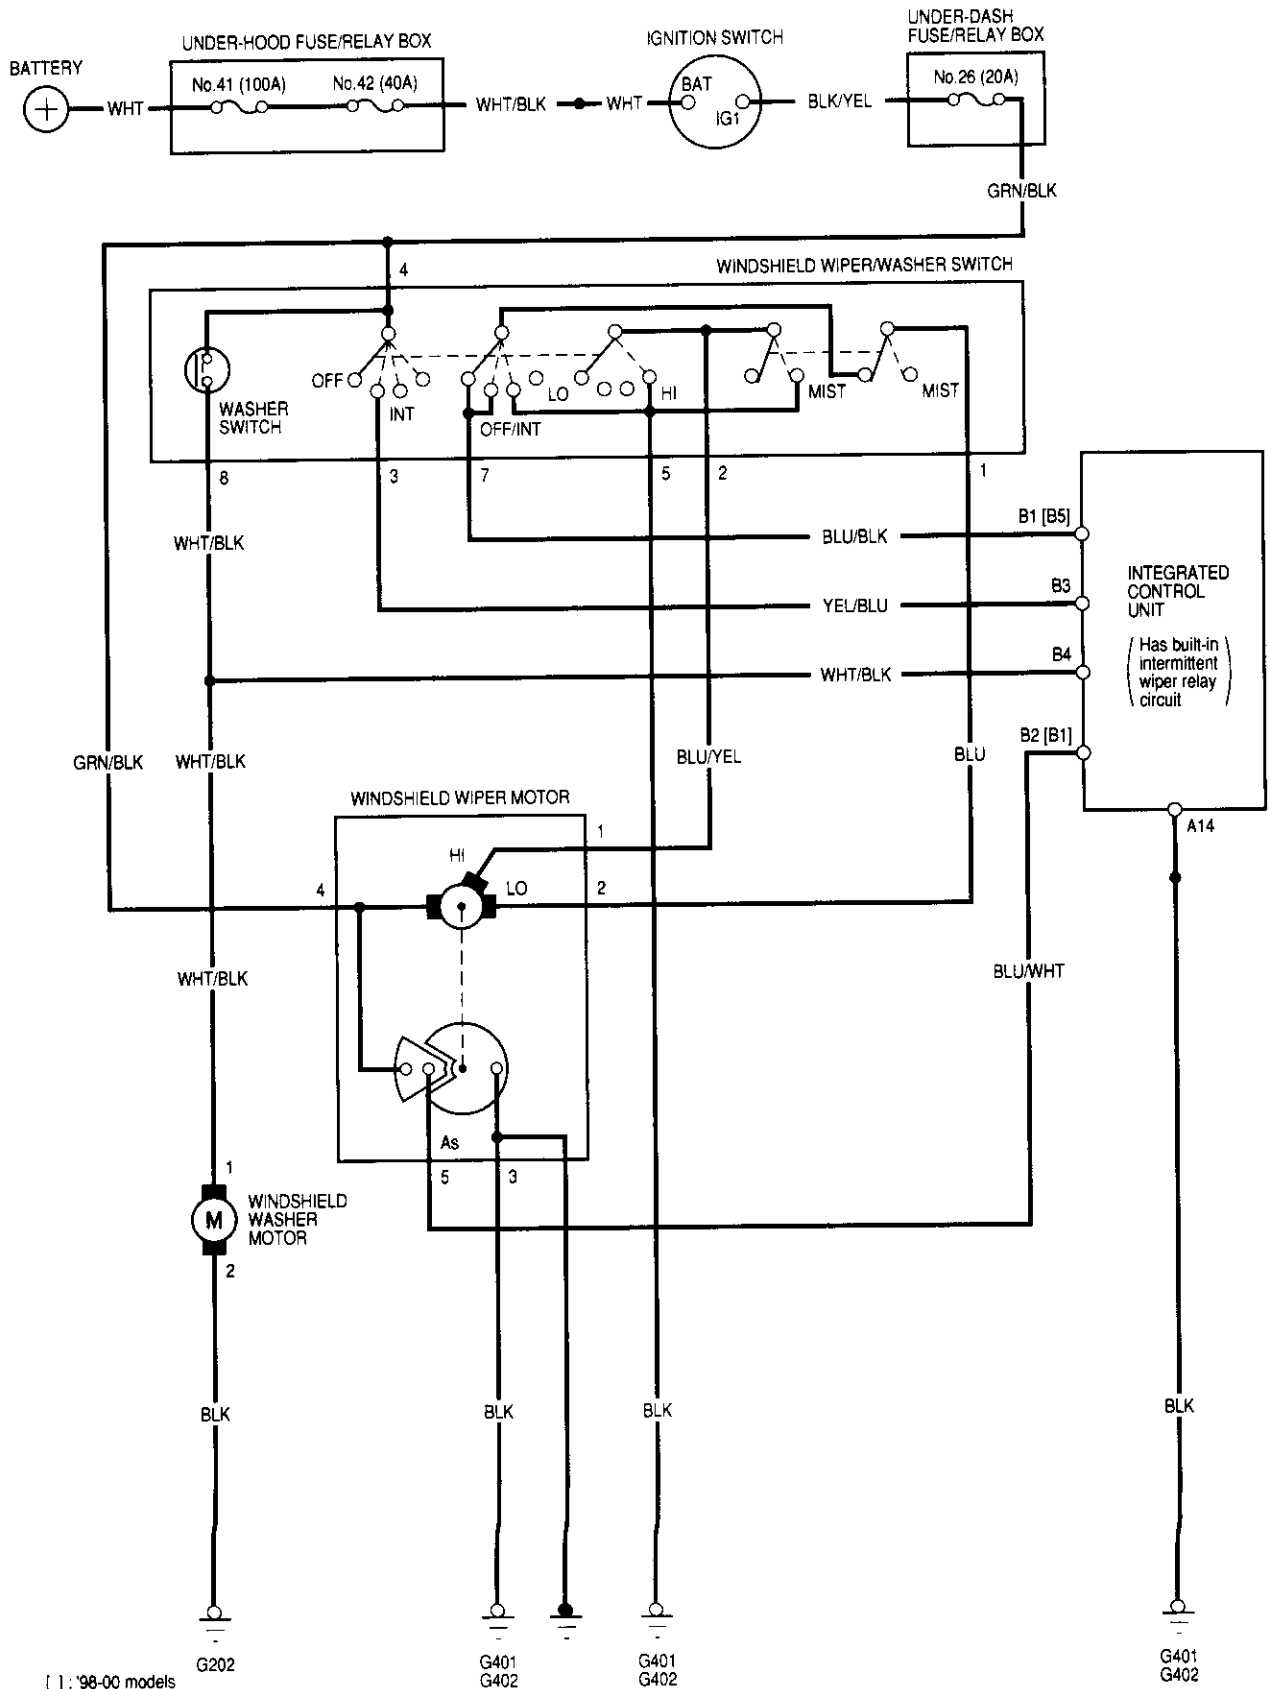 UNDER-DASH
FUSE/RELAY BOX
UNDER-HOOD FUSE/RELAY BOX
IGNITION SWITCH
BATTERY
No.41 (100A)
No.42 (40A)
BAT
No.26 (20A)
WHT
WHT/BLK
WHT
IG1
BLK/YEL
GRN/BLK
4
WINDSHIELD WIPER/WASHER SWITCH
OFF
INT
LO
HI
MIST
MIST
WASHER
SWITCH
OFF/INT
8
3
7
5
2
1
B1 [B5]
WHT/BLK
BLU/BLK
INTEGRATED
CONTROL
UNIT
B3
YEL/BLU
Has built-in
intermittent
wiper relay
circuit
B4
WHT/BLK
B2 [B1]
GRN/BLK
WHT/BLK
BLU/YEL
BLU
WINDSHIELD WIPER MOTOR
A14
1
HI
4
LO
2
WHT/BLK
BLU/WHT
As
5
3
1
M
WINDSHIELD
WASHER
MOTOR
2
BLK
BLK
BLK
BLK
G202
G401
G402
G401
G402
G401
G402
[ ] : '98-00 models